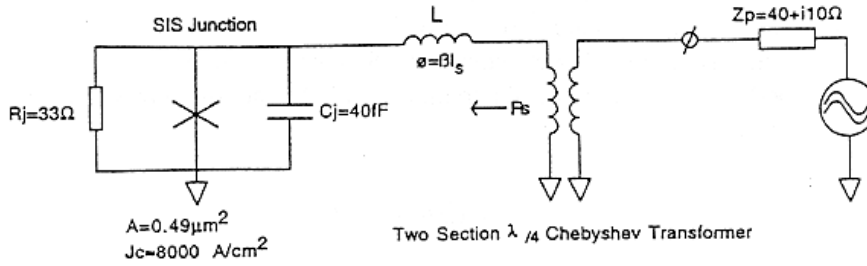 SIS Junction
L
Zp=40+i10Ω
ø=βl_s
Rj=33Ω
Cj=40fF
Rs
A=0.49μm²
Jc=8000 A/cm²
Two Section λ/4 Chebyshev Transformer